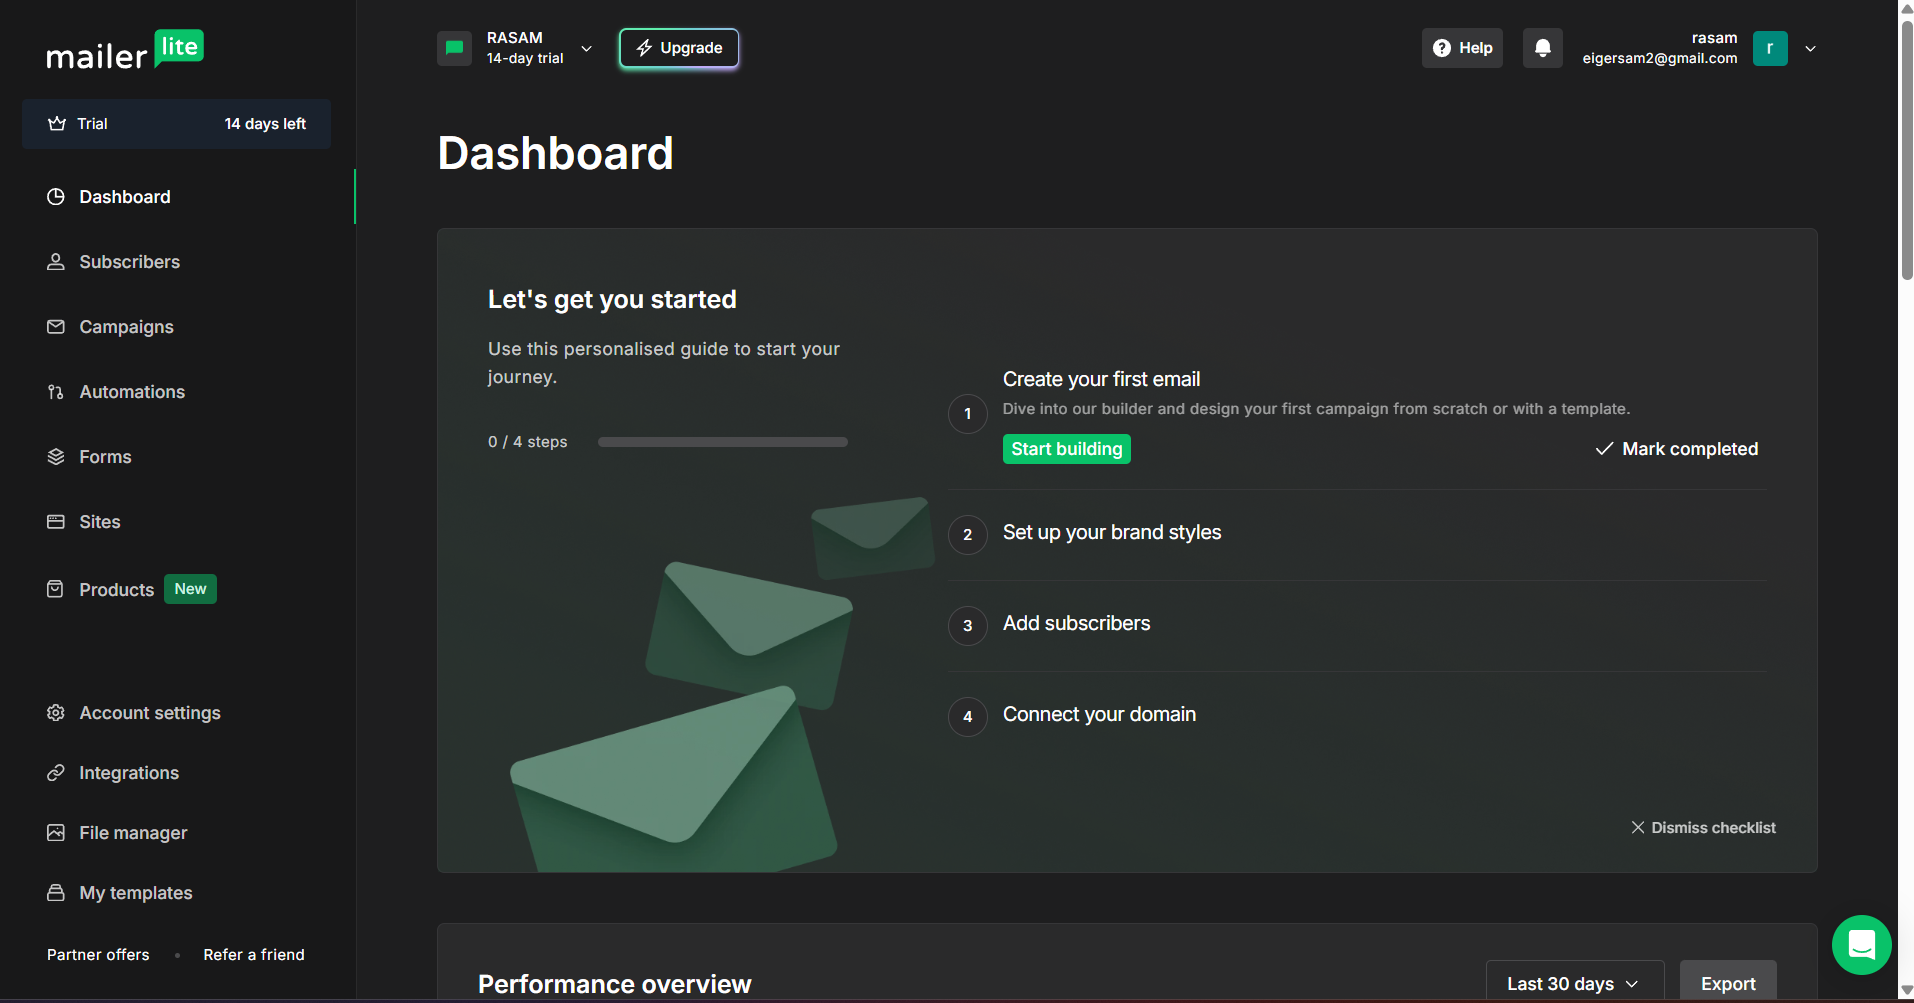 mailer lite
Trial 14 days left
Dashboard
Subscribers
Campaigns
Automations
Forms
Sites
Products New
Account settings
Integrations
File manager
My templates
Partner offers • Refer a friend
RASAM
14-day trial
Upgrade
? Help
rasam
eigersam2@gmail.com
r
Dashboard
Let's get you started
Use this personalised guide to start your
journey.
0 / 4 steps
1
Create your first email
Dive into our builder and design your first campaign from scratch or with a template.
Start building
Mark completed
2 Set up your brand styles
3 Add subscribers
4 Connect your domain
Dismiss checklist
Performance overview
Last 30 days
Export